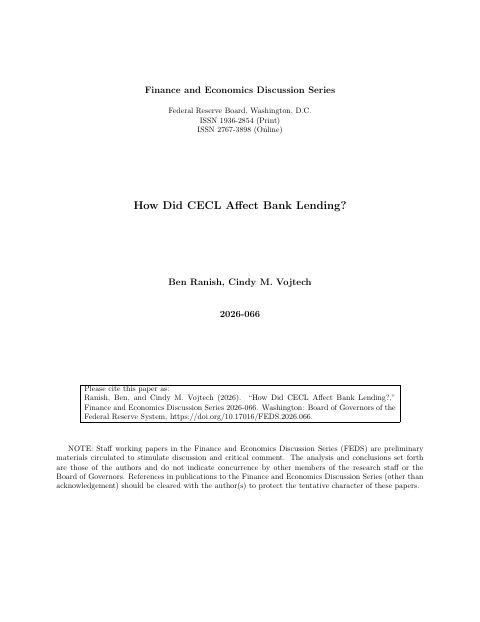 Finance and Economics Discussion Series
Federal Reserve Board, Washington, D.C.
ISSN 1936-2854 (Print)
ISSN 2767-3898 (Online)
How Did CECL Affect Bank Lending?
Ben Ranish, Cindy M. Vojtech
2026-066
Please cite this paper as:
Ranish, Ben, and Cindy M. Vojtech (2026). “How Did CECL Affect Bank Lending?,”
Finance and Economics Discussion Series 2026-066. Washington: Board of Governors of the
Federal Reserve System, https://doi.org/10.17016/FEDS.2026.066.
NOTE: Staff working papers in the Finance and Economics Discussion Series (FEDS) are preliminary
materials circulated to stimulate discussion and critical comment. The analysis and conclusions set forth
are those of the authors and do not indicate concurrence by other members of the research staff or the
Board of Governors. References in publications to the Finance and Economics Discussion Series (other than
acknowledgement) should be cleared with the author(s) to protect the tentative character of these papers.